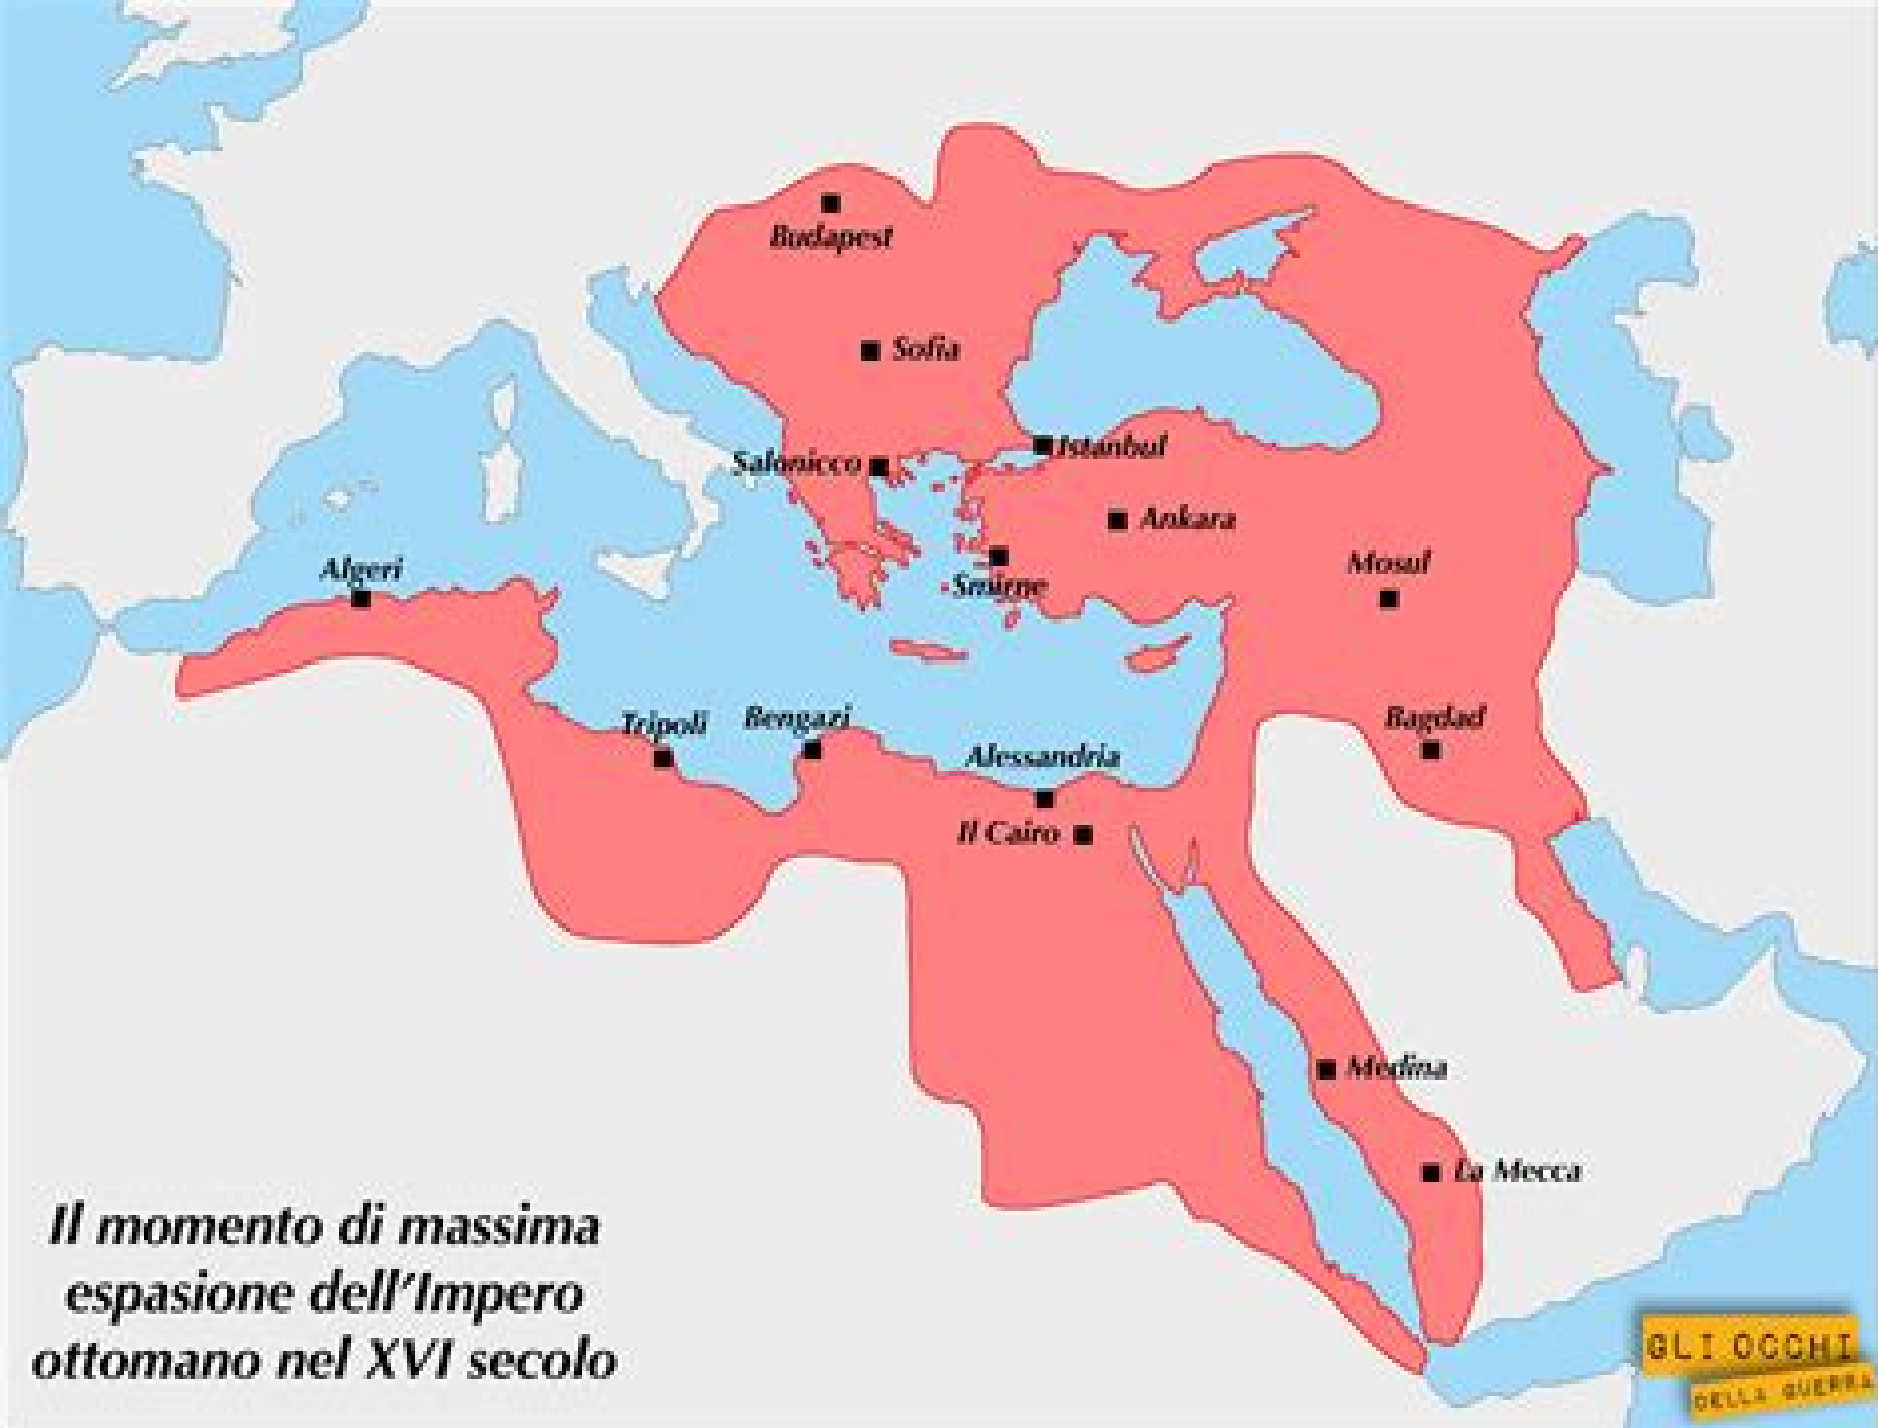 Budapest
Sofia
Istanbul
Salonicco
Ankara
Mosul
Algeri
Smirne
Tripoli
Bengazi
Bagdad
Alessandria
Il Cairo
Medina
La Mecca
Il momento di massima
espasione dell'Impero
ottomano nel XVI secolo
GLI OCCHI
DELLA GUERRA